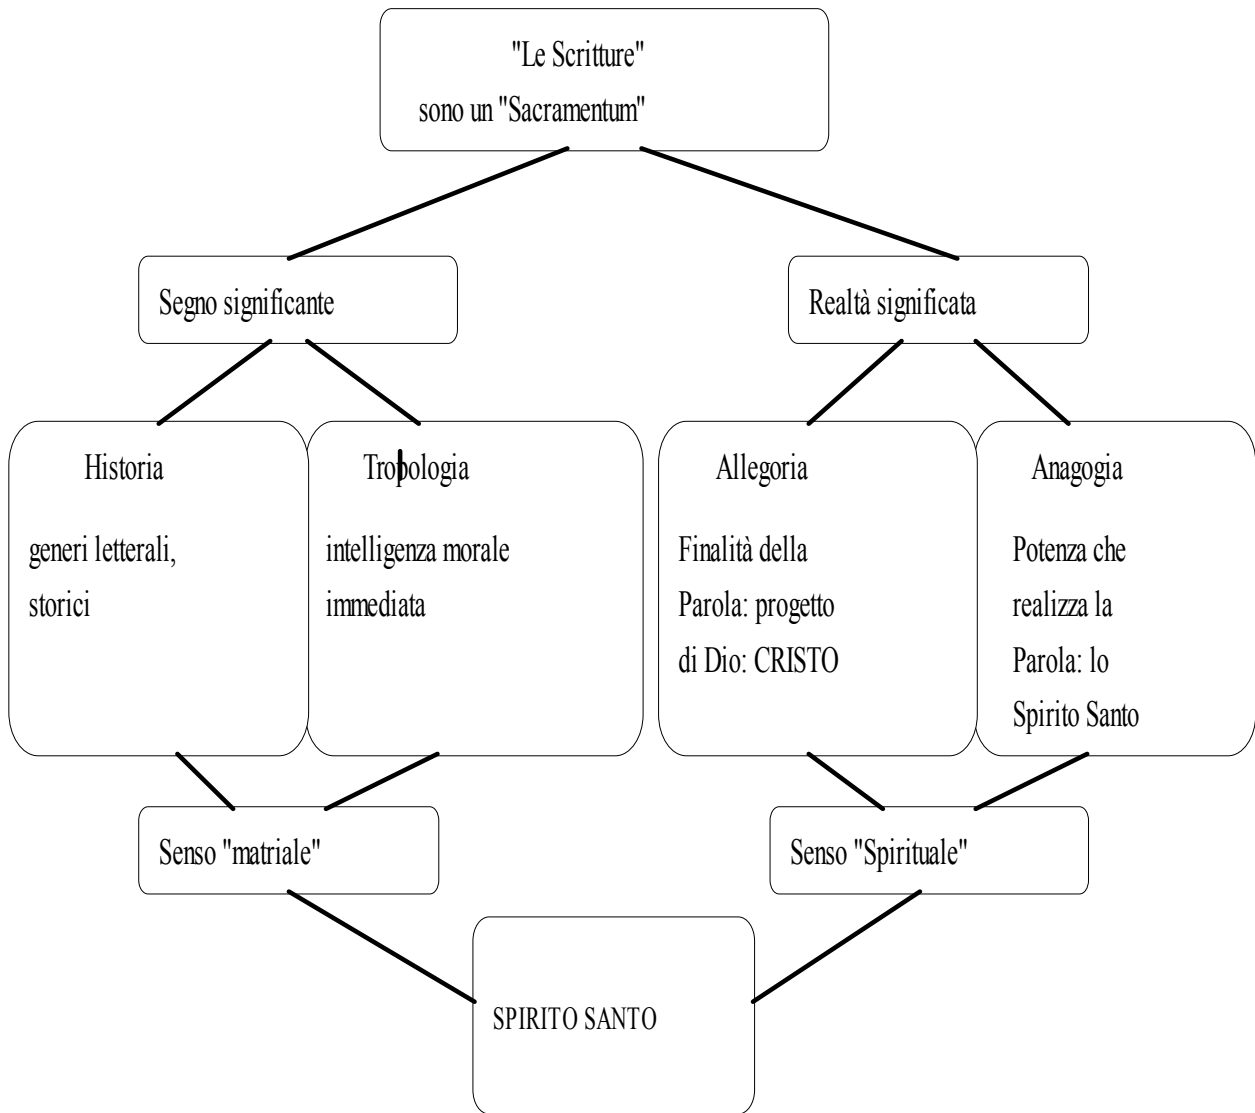 "Le Scritture"
sono un "Sacramentum"
Segno significante
Realtà significata
Historia
generi letterali,
storici
Tropologia
intelligenza morale
immediata
Allegoria
Finalità della
Parola: progetto
di Dio: CRISTO
Anagogia
Potenza che
realizza la
Parola: lo
Spirito Santo
Senso "matriale"
Senso "Spirituale"
SPIRITO SANTO